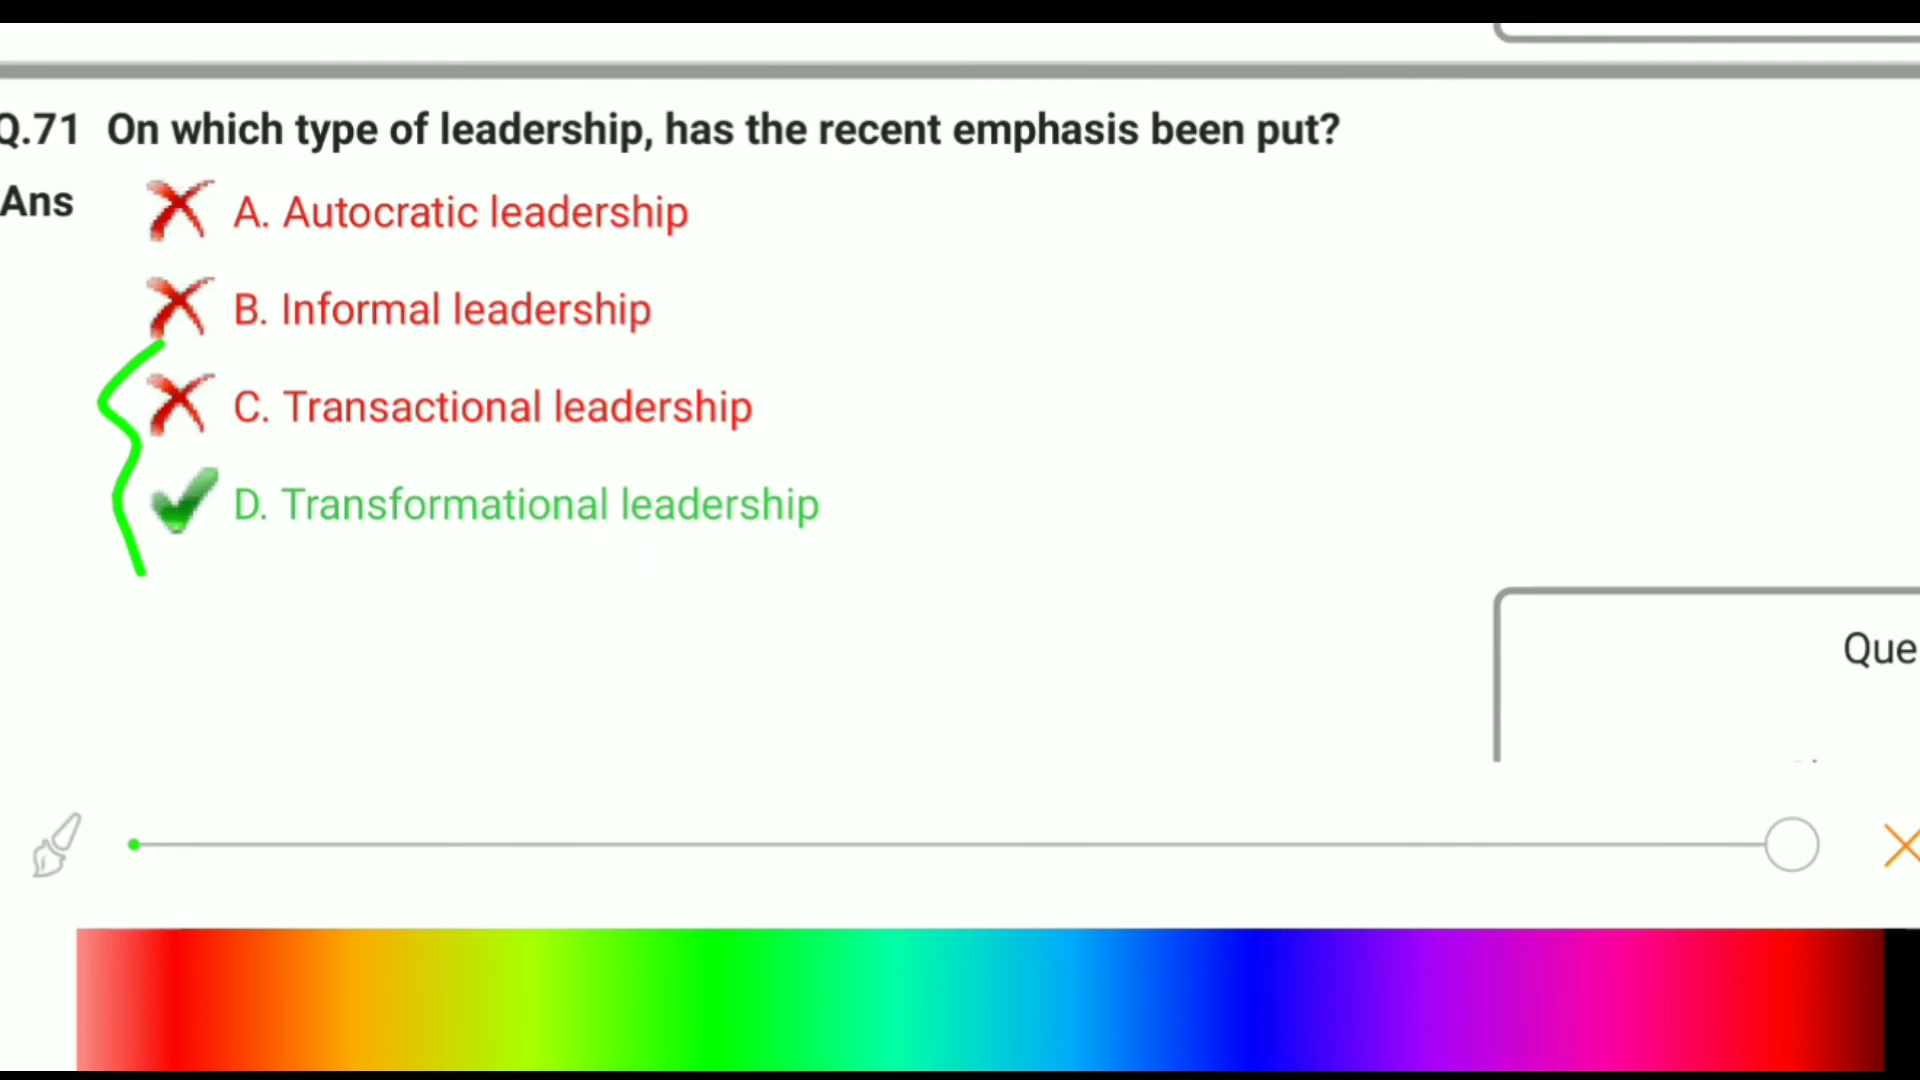 Q.71 On which type of leadership, has the recent emphasis been put?
Ans
A. Autocratic leadership
B. Informal leadership
C. Transactional leadership
D. Transformational leadership
Que